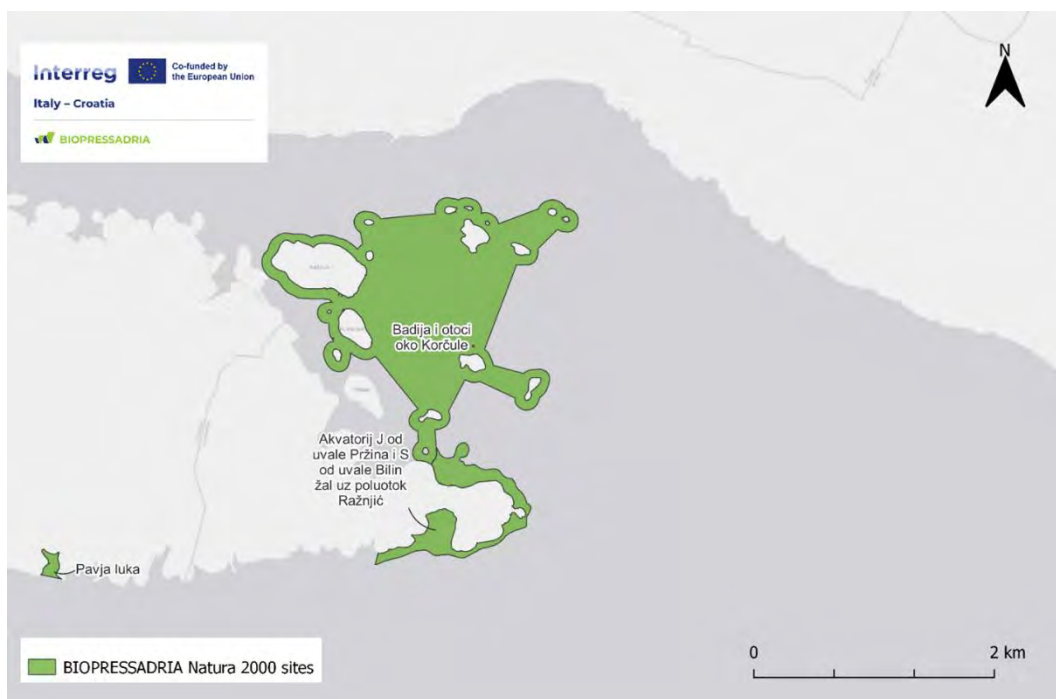 Interreg
Co-funded by
the European Union
Italy – Croatia
BIOPRESSADRIA
N
Badija i otoci
oko Korčule
Akvatorij J od
uvale Pržina i S
od uvale Bilin
žal uz poluotok
Ražnjić
Pavja luka
BIOPRESSADRIA Natura 2000 sites
0
2 km